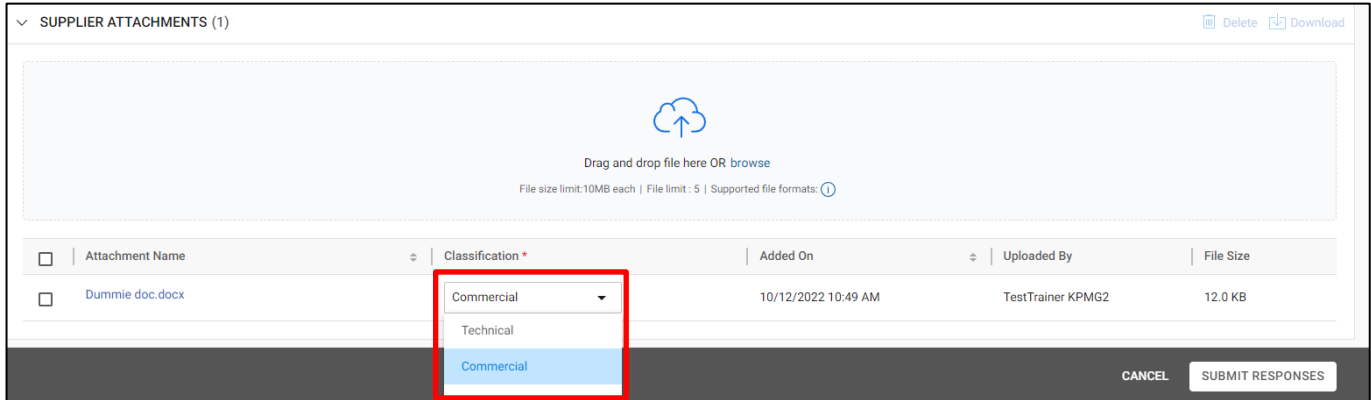 SUPPLIER ATTACHMENTS (1) Delete Download
Drag and drop file here OR browse
File size limit:10MB each | File limit : 5 | Supported file formats:
Attachment Name Classification * Added On Uploaded By File Size
Dummie doc.docx Commercial 10/12/2022 10:49 AM TestTrainer KPMG2 12.0 KB
Technical
Commercial
CANCEL SUBMIT RESPONSES